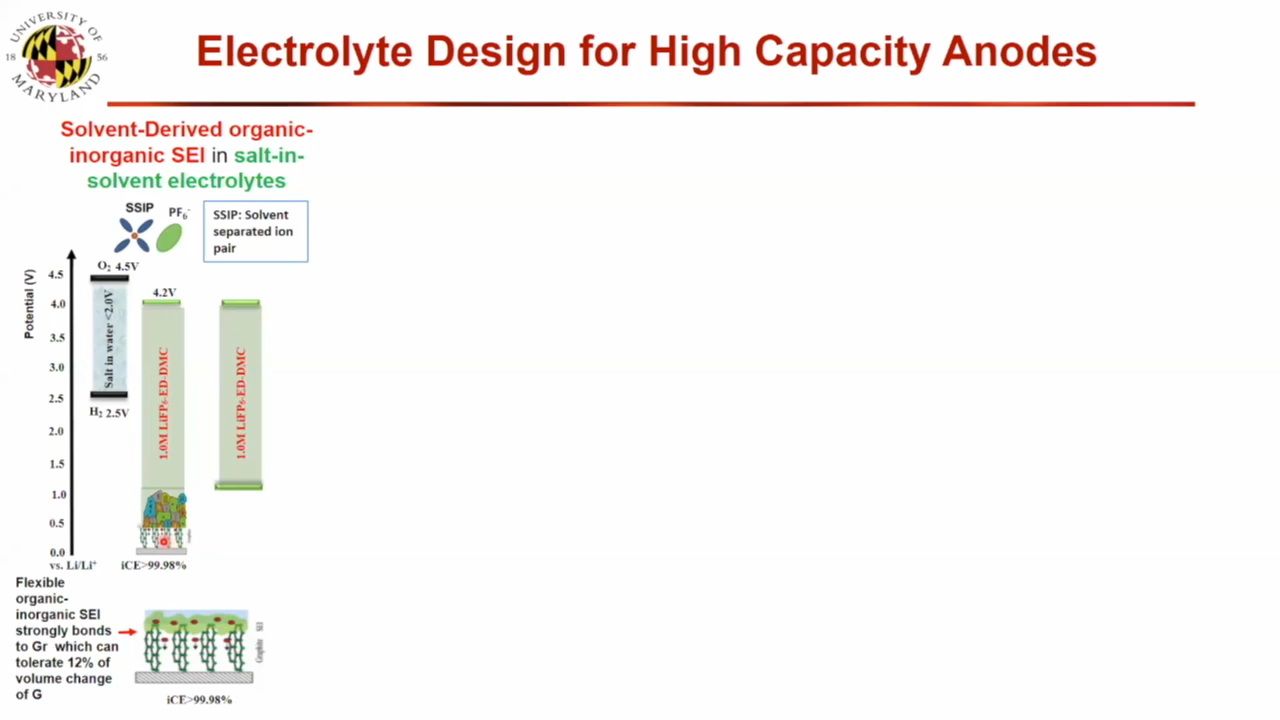 UNIVERSITY OF
18 56
MARYLAND
Electrolyte Design for High Capacity Anodes
Solvent-Derived organic-
inorganic SEI in salt-in-
solvent electrolytes
SSIP
PF₆⁻
SSIP: Solvent
separated ion
pair
Potential (V)
4.5
4.0
3.5
3.0
2.5
2.0
1.5
1.0
0.5
0.0
vs. Li/Li⁺
O₂ 4.5V
Salt in water <2.0V
H₂ 2.5V
4.2V
1.0M LiFP₆-ED-DMC
1.0M LiFP₆-ED-DMC
iCE>99.98%
Flexible
organic-
inorganic SEI
strongly bonds
to Gr which can
tolerate 12% of
volume change
of G
Graphite SEI
iCE>99.98%